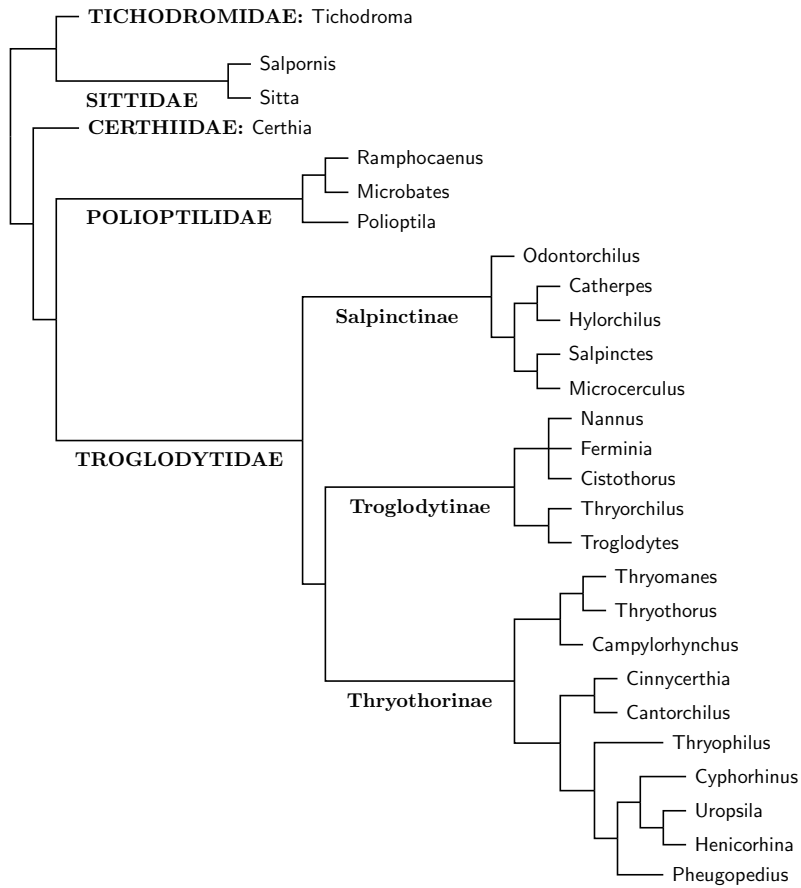 TICHODROMIDAE: Tichodroma
Salpornis
SITTIDAE
Sitta
CERTHIIDAE: Certhia
Ramphocaenus
Microbates
POLIOPTILIDAE
Polioptila
Odontorchilus
Catherpes
Salpinctinae
Hylorchilus
Salpinctes
Microcerculus
Nannus
Ferminia
TROGLODYTIDAE
Cistothorus
Troglodytinae
Thryorchilus
Troglodytes
Thryomanes
Thryothorus
Campylorhynchus
Cinnycerthia
Thryothorinae
Cantorchilus
Thryophilus
Cyphorhinus
Uropsila
Henicorhina
Pheugopedius